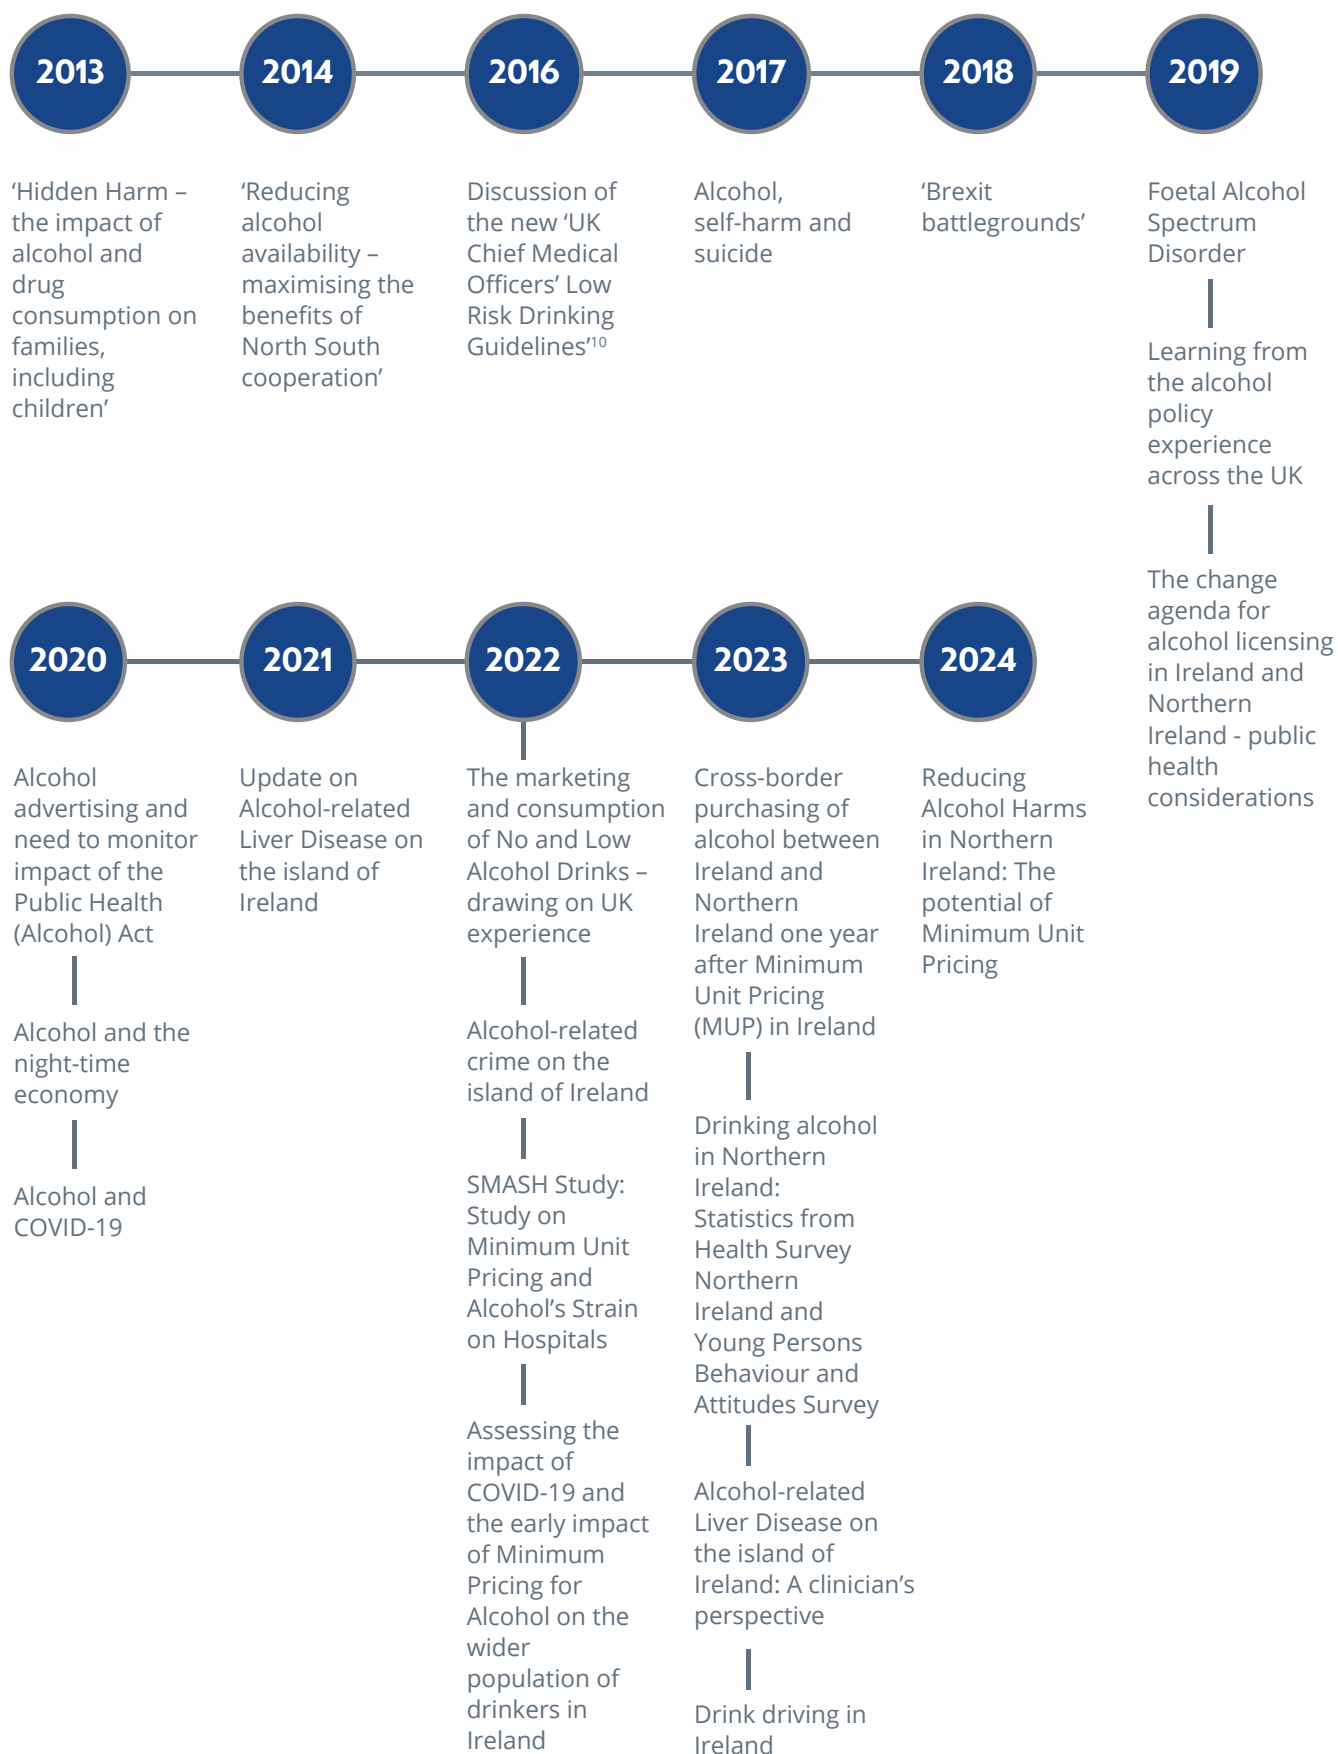 2013
2014
2016
2017
2018
2019
‘Hidden Harm –
the impact of
alcohol and
drug
consumption on
families,
including
children’
‘Reducing
alcohol
availability –
maximising the
benefits of
North South
cooperation’
Discussion of
the new ‘UK
Chief Medical
Officers’ Low
Risk Drinking
Guidelines’10
Alcohol,
self-harm and
suicide
‘Brexit
battlegrounds’
Foetal Alcohol
Spectrum
Disorder
Learning from
the alcohol
policy
experience
across the UK
The change
agenda for
alcohol licensing
in Ireland and
Northern
Ireland - public
health
considerations
2020
2021
2022
2023
2024
Alcohol
advertising and
need to monitor
impact of the
Public Health
(Alcohol) Act
Alcohol and the
night-time
economy
Alcohol and
COVID-19
Update on
Alcohol-related
Liver Disease on
the island of
Ireland
The marketing
and consumption
of No and Low
Alcohol Drinks –
drawing on UK
experience
Alcohol-related
crime on the
island of Ireland
SMASH Study:
Study on
Minimum Unit
Pricing and
Alcohol’s Strain
on Hospitals
Assessing the
impact of
COVID-19 and
the early impact
of Minimum
Pricing for
Alcohol on the
wider
population of
drinkers in
Ireland
Cross-border
purchasing of
alcohol between
Ireland and
Northern
Ireland one year
after Minimum
Unit Pricing
(MUP) in Ireland
Drinking alcohol
in Northern
Ireland:
Statistics from
Health Survey
Northern
Ireland and
Young Persons
Behaviour and
Attitudes Survey
Alcohol-related
Liver Disease on
the island of
Ireland: A clinician’s
perspective
Drink driving in
Ireland
Reducing
Alcohol Harms
in Northern
Ireland: The
potential of
Minimum Unit
Pricing